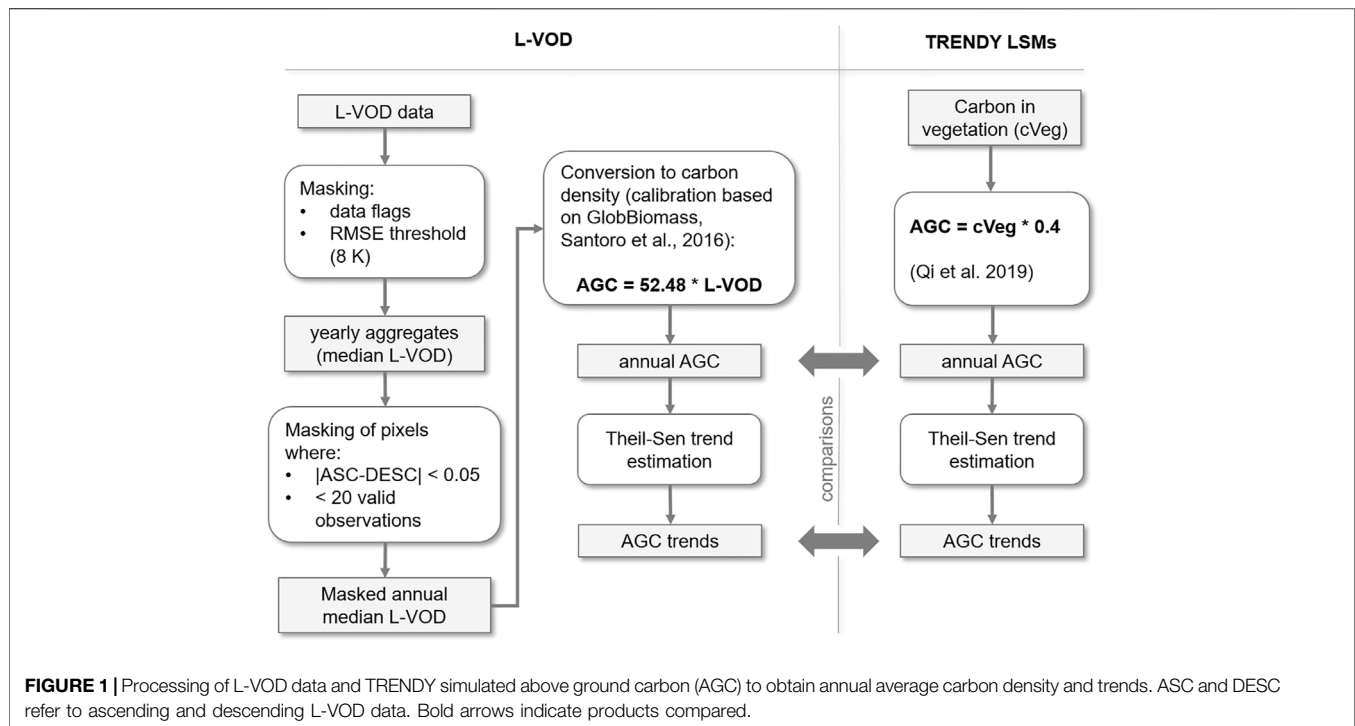 L-VOD
TRENDY LSMs
L-VOD data
Masking:
• data flags
• RMSE threshold
(8 K)
yearly aggregates
(median L-VOD)
Masking of pixels
where:
• |ASC-DESC| < 0.05
• < 20 valid
observations
Masked annual
median L-VOD
Conversion to carbon
density (calibration based
on GlobBiomass,
Santoro et al., 2016):
AGC = 52.48 * L-VOD
annual AGC
Theil-Sen trend
estimation
AGC trends
comparisons
Carbon in
vegetation (cVeg)
AGC = cVeg * 0.4
(Qi et al. 2019)
annual AGC
Theil-Sen trend
estimation
AGC trends
FIGURE 1 | Processing of L-VOD data and TRENDY simulated above ground carbon (AGC) to obtain annual average carbon density and trends. ASC and DESC
refer to ascending and descending L-VOD data. Bold arrows indicate products compared.